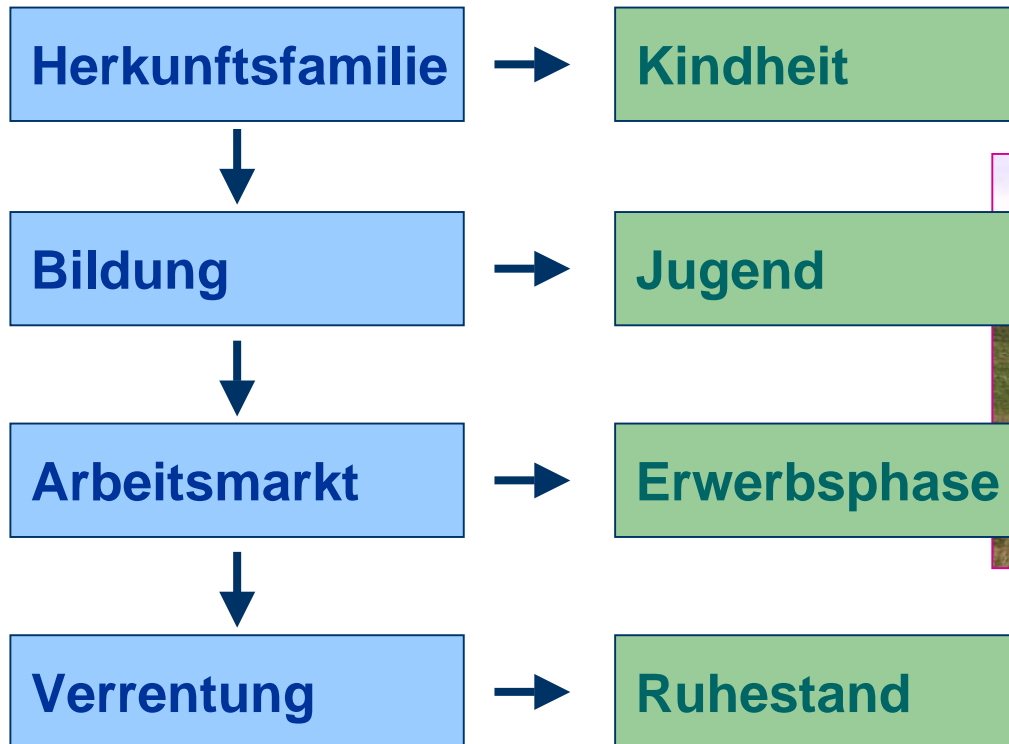 Herkunftsfamilie
Kindheit
Bildung
Jugend
Arbeitsmarkt
Erwerbsphase
Verrentung
Ruhestand